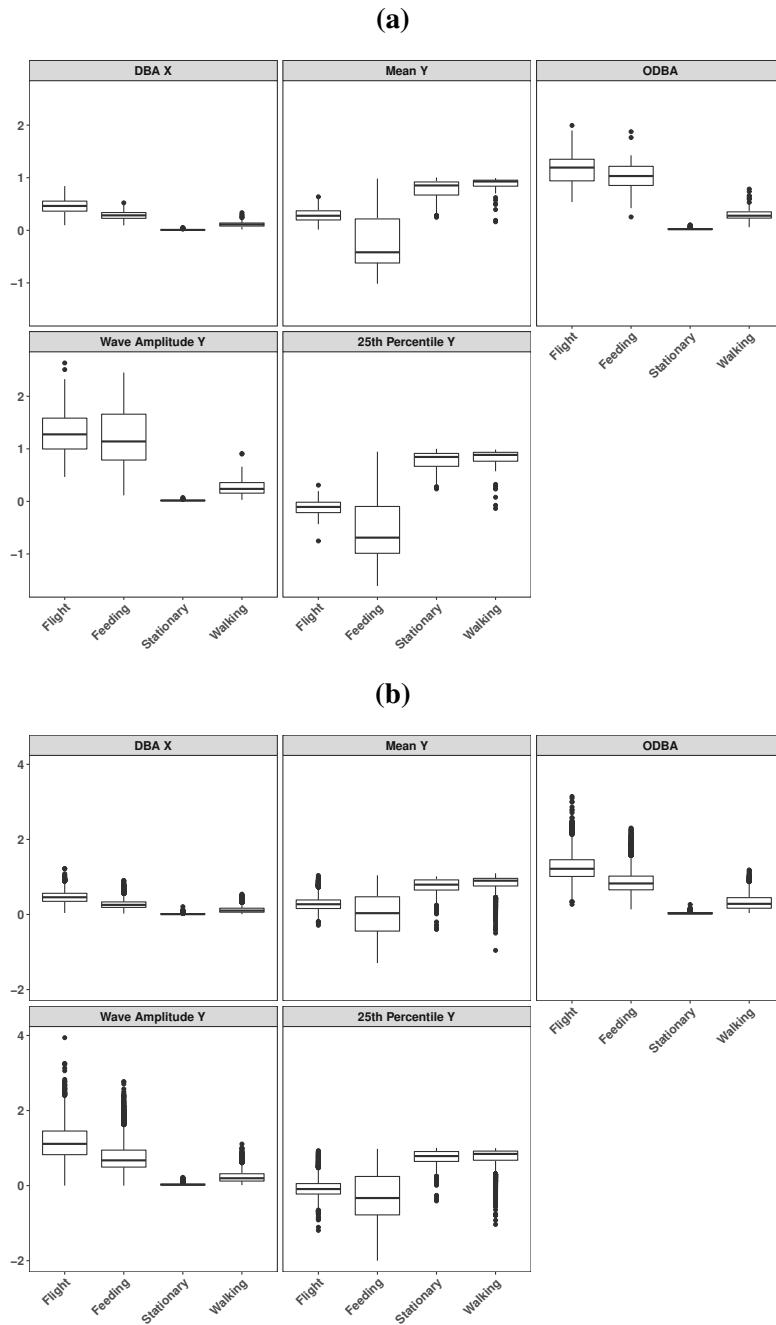 (a)
DBA X
Mean Y
ODBA
2
1
0
−1
Wave Amplitude Y
25th Percentile Y
Flight
Feeding
Stationary
Walking
2
1
0
−1
Flight
Feeding
Stationary
Walking
Flight
Feeding
Stationary
Walking
(b)
DBA X
Mean Y
ODBA
4
2
0
−2
Wave Amplitude Y
25th Percentile Y
Flight
Feeding
Stationary
Walking
4
2
0
−2
Flight
Feeding
Stationary
Walking
Flight
Feeding
Stationary
Walking